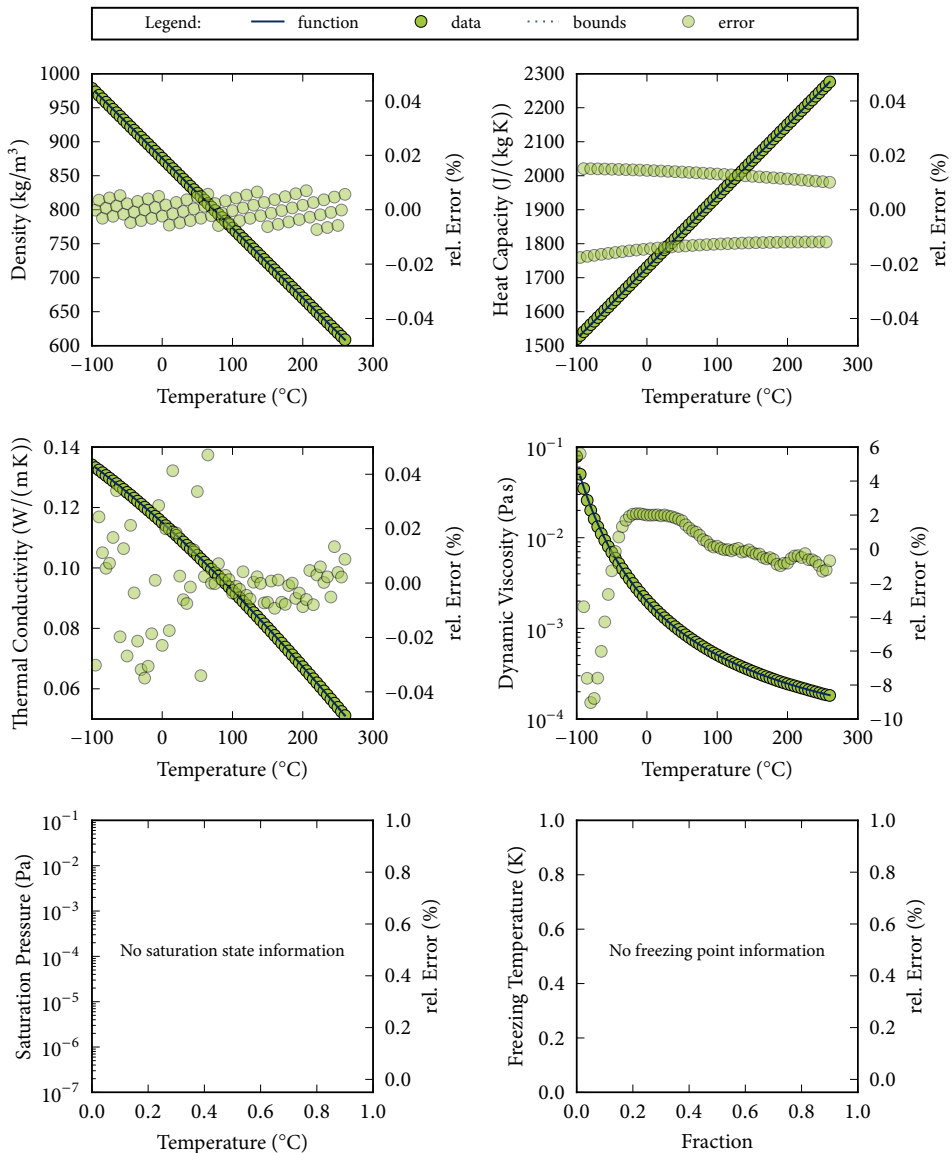 Legend: function data bounds error
Density (kg/m³)
1000
950
900
850
800
750
700
650
600
0.04
0.02
0.00
−0.02
−0.04
rel. Error (%)
−100 0 100 200 300
Temperature (°C)
Heat Capacity (J/(kg K))
2300
2200
2100
2000
1900
1800
1700
1600
1500
0.04
0.02
0.00
−0.02
−0.04
rel. Error (%)
−100 0 100 200 300
Temperature (°C)
Thermal Conductivity (W/(m K))
0.14
0.12
0.10
0.08
0.06
0.04
0.02
0.00
−0.02
−0.04
rel. Error (%)
−100 0 100 200 300
Temperature (°C)
Dynamic Viscosity (Pa s)
10⁻¹
10⁻²
10⁻³
10⁻⁴
6
4
2
0
−2
−4
−6
−8
−10
rel. Error (%)
−100 0 100 200 300
Temperature (°C)
Saturation Pressure (Pa)
10⁻¹
10⁻²
10⁻³
10⁻⁴
10⁻⁵
10⁻⁶
10⁻⁷
No saturation state information
1.0
0.8
0.6
0.4
0.2
0.0
rel. Error (%)
0.0 0.2 0.4 0.6 0.8 1.0
Temperature (°C)
Freezing Temperature (K)
1.0
0.8
0.6
0.4
0.2
0.0
No freezing point information
1.0
0.8
0.6
0.4
0.2
0.0
rel. Error (%)
0.0 0.2 0.4 0.6 0.8 1.0
Fraction